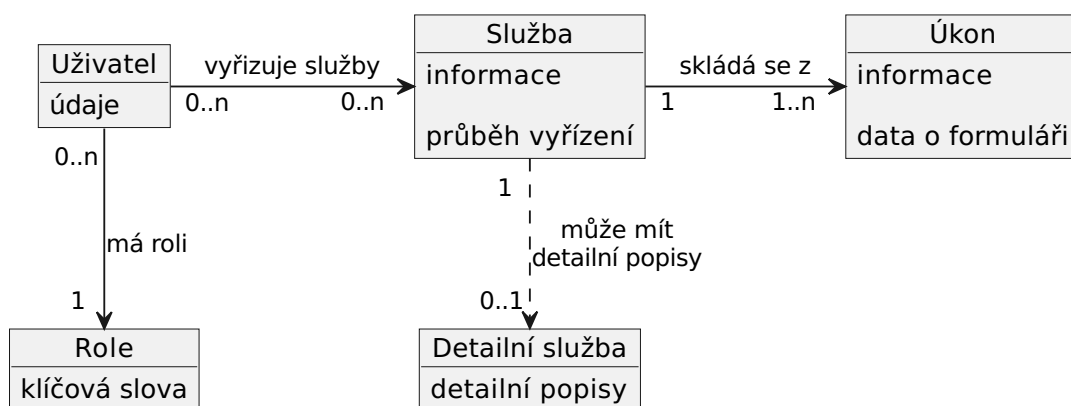 Uživatel
údaje
vyřizuje služby
0..n
0..n
Služba
informace
průběh vyřízení
skládá se z
1
1..n
Úkon
informace
data o formuláři
0..n
má roli
1
1
může mít
detailní popisy
0..1
Role
klíčová slova
Detailní služba
detailní popisy